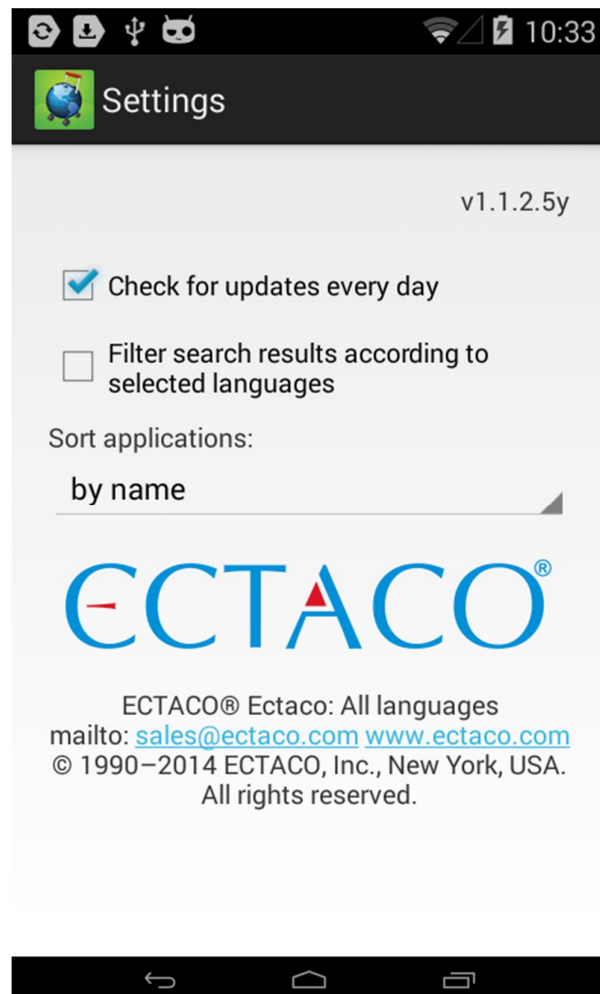 10:33
Settings
v1.1.2.5y
Check for updates every day
Filter search results according to
selected languages
Sort applications:
by name
ECTACO®
ECTACO® Ectaco: All languages
mailto: sales@ectaco.com www.ectaco.com
© 1990–2014 ECTACO, Inc., New York, USA.
All rights reserved.